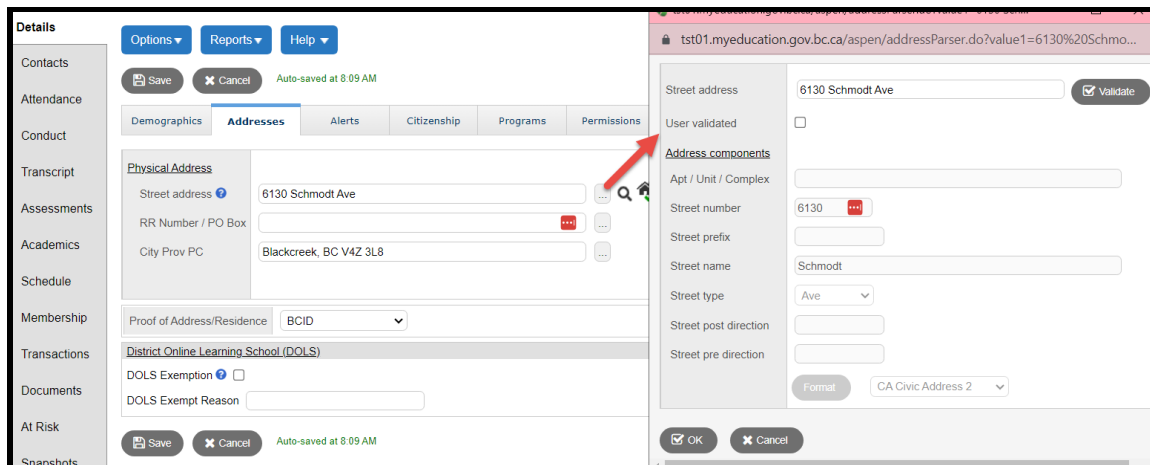 Details
Contacts
Attendance
Conduct
Transcript
Assessments
Academics
Schedule
Membership
Transactions
Documents
At Risk
Snapshots
Options Reports Help
Save Cancel Auto-saved at 8:09 AM
Demographics Addresses Alerts Citizenship Programs Permissions
Physical Address
Street address ? 6130 Schmodt Ave ...
RR Number / PO Box ...
City Prov PC Blackcreek, BC V4Z 3L8 ...
Proof of Address/Residence BCID
District Online Learning School (DOLS)
DOLS Exemption ?
DOLS Exempt Reason
Save Cancel Auto-saved at 8:09 AM
tst01.myeducation.gov.bc.ca/aspen/addressParser.do?value1=6130%20Schmo...
Street address 6130 Schmodt Ave Validate
User validated
Address components
Apt / Unit / Complex
Street number 6130
Street prefix
Street name Schmodt
Street type Ave
Street post direction
Street pre direction
Format CA Civic Address 2
OK Cancel